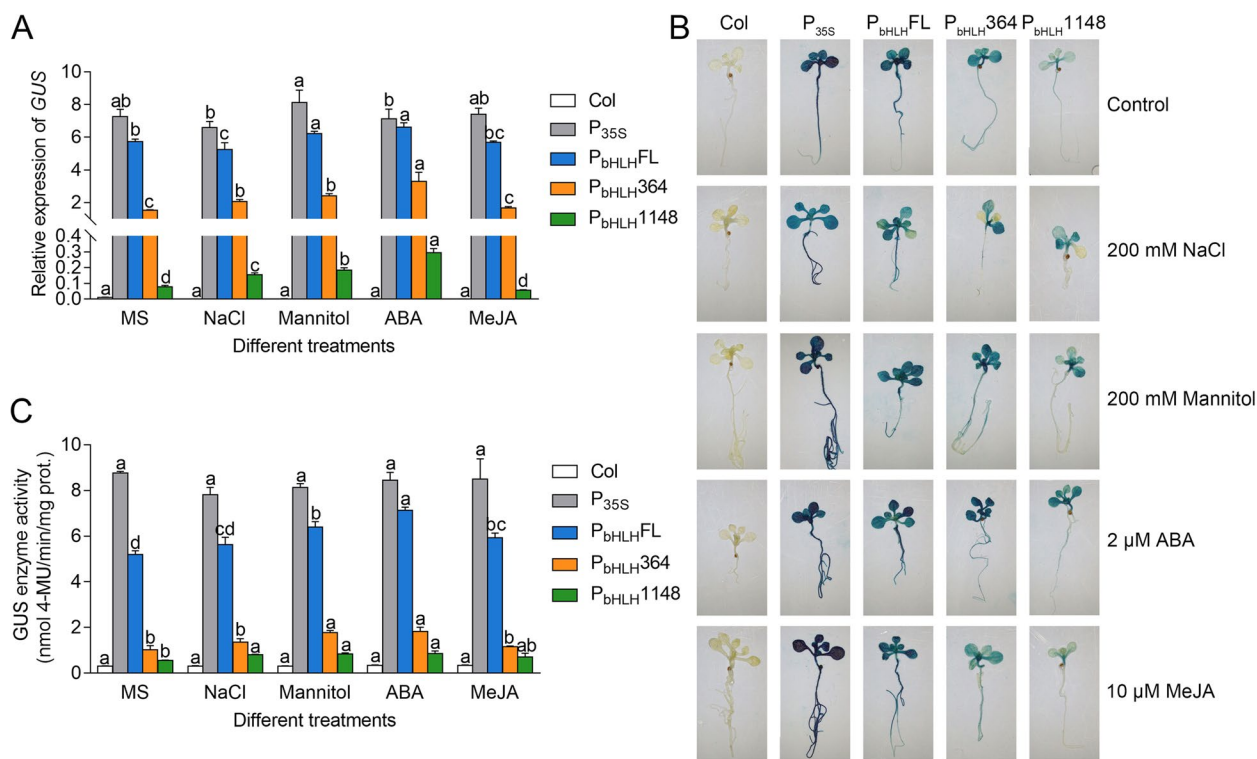 A
Relative expression of GUS
10
8
6
4
2
0.4
0.3
0.2
0.1
0.0
a ab b c d
a b c b c
a a a b b
a b a a a
a ab bc c d
MS NaCl Mannitol ABA MeJA
Different treatments
Col
P35S
PbHLHFL
PbHLH364
PbHLH1148
B
Col P35S PbHLHFL PbHLH364 PbHLH1148
Control
200 mM NaCl
200 mM Mannitol
2 µM ABA
10 µM MeJA
C
GUS enzyme activity
(nmol 4-MU/min/mg prot.)
10
8
6
4
2
0
a a d b b
a a cd b a
a a b a a
a a a a a
a a bc b ab
MS NaCl Mannitol ABA MeJA
Different treatments
Col
P35S
PbHLHFL
PbHLH364
PbHLH1148